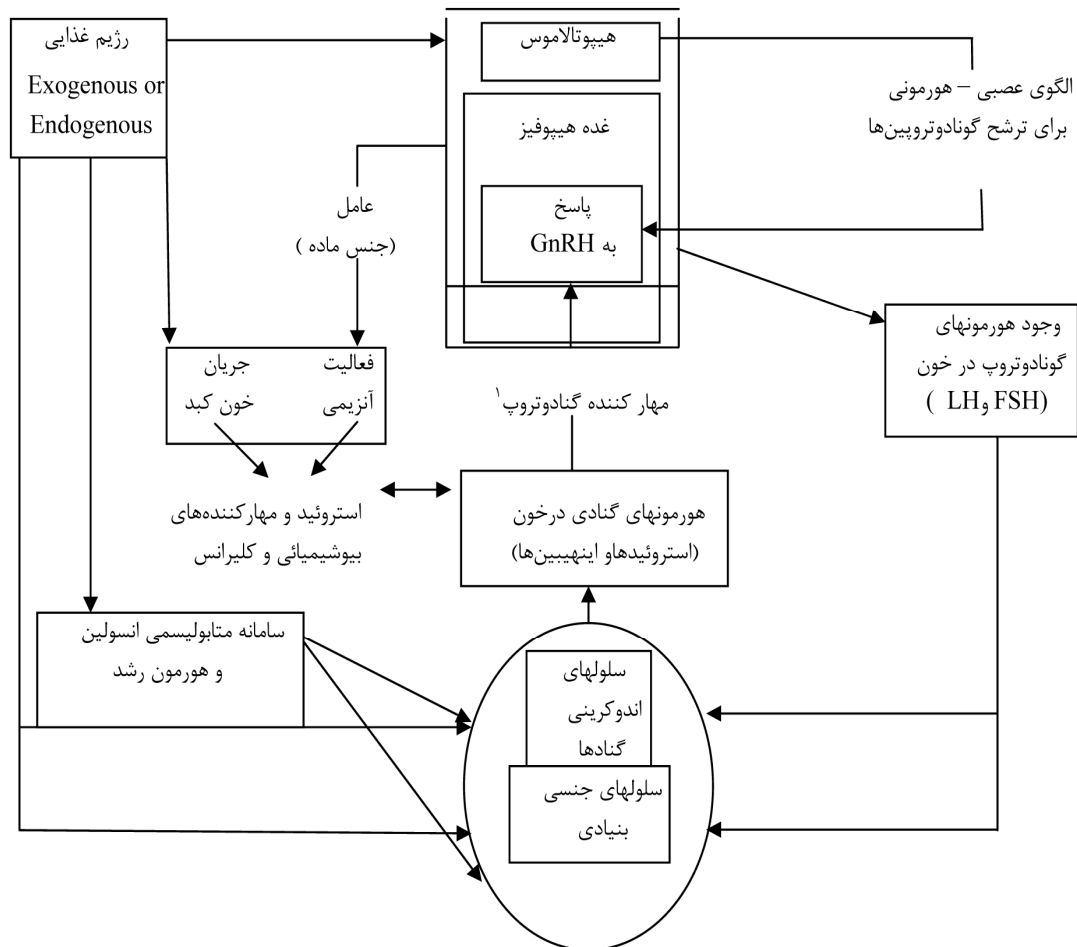 رژیم غذایی
Exogenous or
Endogenous
هیپوتالاموس
غده هیپوفیز
پاسخ
به GnRH
الگوی عصبی – هورمونی
برای ترشح گونادوتروپین‌ها
عامل
(جنس ماده )
وجود هورمونهای
گونادوتروپ در خون
(FSH وLH )
جریان
خون کبد
فعالیت
آنزیمی
مهار کننده گنادوتروپ۱
استروئید و مهارکننده‌های
بیوشیمیائی و کلیرانس
هورمونهای گنادی درخون
(استروئیدهاو اینهیبین‌ها)
سامانه متابولیسمی انسولین
و هورمون رشد
سلولهای
اندوکرینی
گنادها
سلولهای جنسی
بنیادی